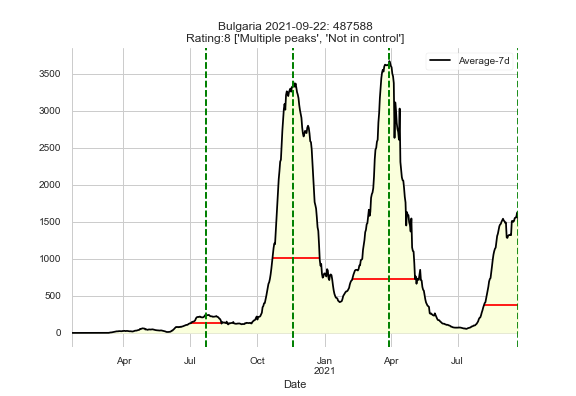 Bulgaria 2021-09-22: 487588
Rating:8 ['Multiple peaks', 'Not in control']
Average-7d
3500
3000
2500
2000
1500
1000
500
0
Apr
Jul
Oct
Jan
2021
Apr
Jul
Date